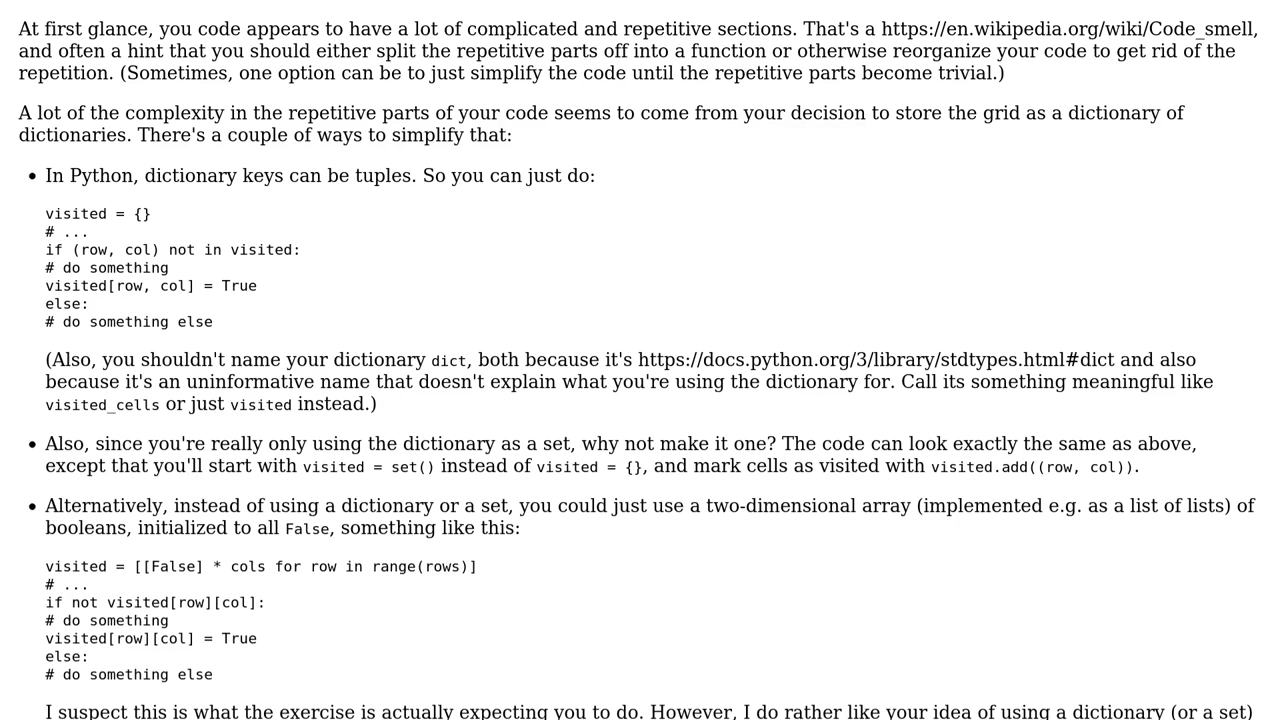 At first glance, you code appears to have a lot of complicated and repetitive sections. That's a https://en.wikipedia.org/wiki/Code_smell,
and often a hint that you should either split the repetitive parts off into a function or otherwise reorganize your code to get rid of the
repetition. (Sometimes, one option can be to just simplify the code until the repetitive parts become trivial.)
A lot of the complexity in the repetitive parts of your code seems to come from your decision to store the grid as a dictionary of
dictionaries. There's a couple of ways to simplify that:
• In Python, dictionary keys can be tuples. So you can just do:
visited = {}
# ...
if (row, col) not in visited:
# do something
visited[row, col] = True
else:
# do something else
(Also, you shouldn't name your dictionary dict, both because it's https://docs.python.org/3/library/stdtypes.html#dict and also
because it's an uninformative name that doesn't explain what you're using the dictionary for. Call its something meaningful like
visited_cells or just visited instead.)
• Also, since you're really only using the dictionary as a set, why not make it one? The code can look exactly the same as above,
except that you'll start with visited = set() instead of visited = {}, and mark cells as visited with visited.add((row, col)).
• Alternatively, instead of using a dictionary or a set, you could just use a two-dimensional array (implemented e.g. as a list of lists) of
booleans, initialized to all False, something like this:
visited = [[False] * cols for row in range(rows)]
# ...
if not visited[row][col]:
# do something
visited[row][col] = True
else:
# do something else
I suspect this is what the exercise is actually expecting you to do. However, I do rather like your idea of using a dictionary (or a set)